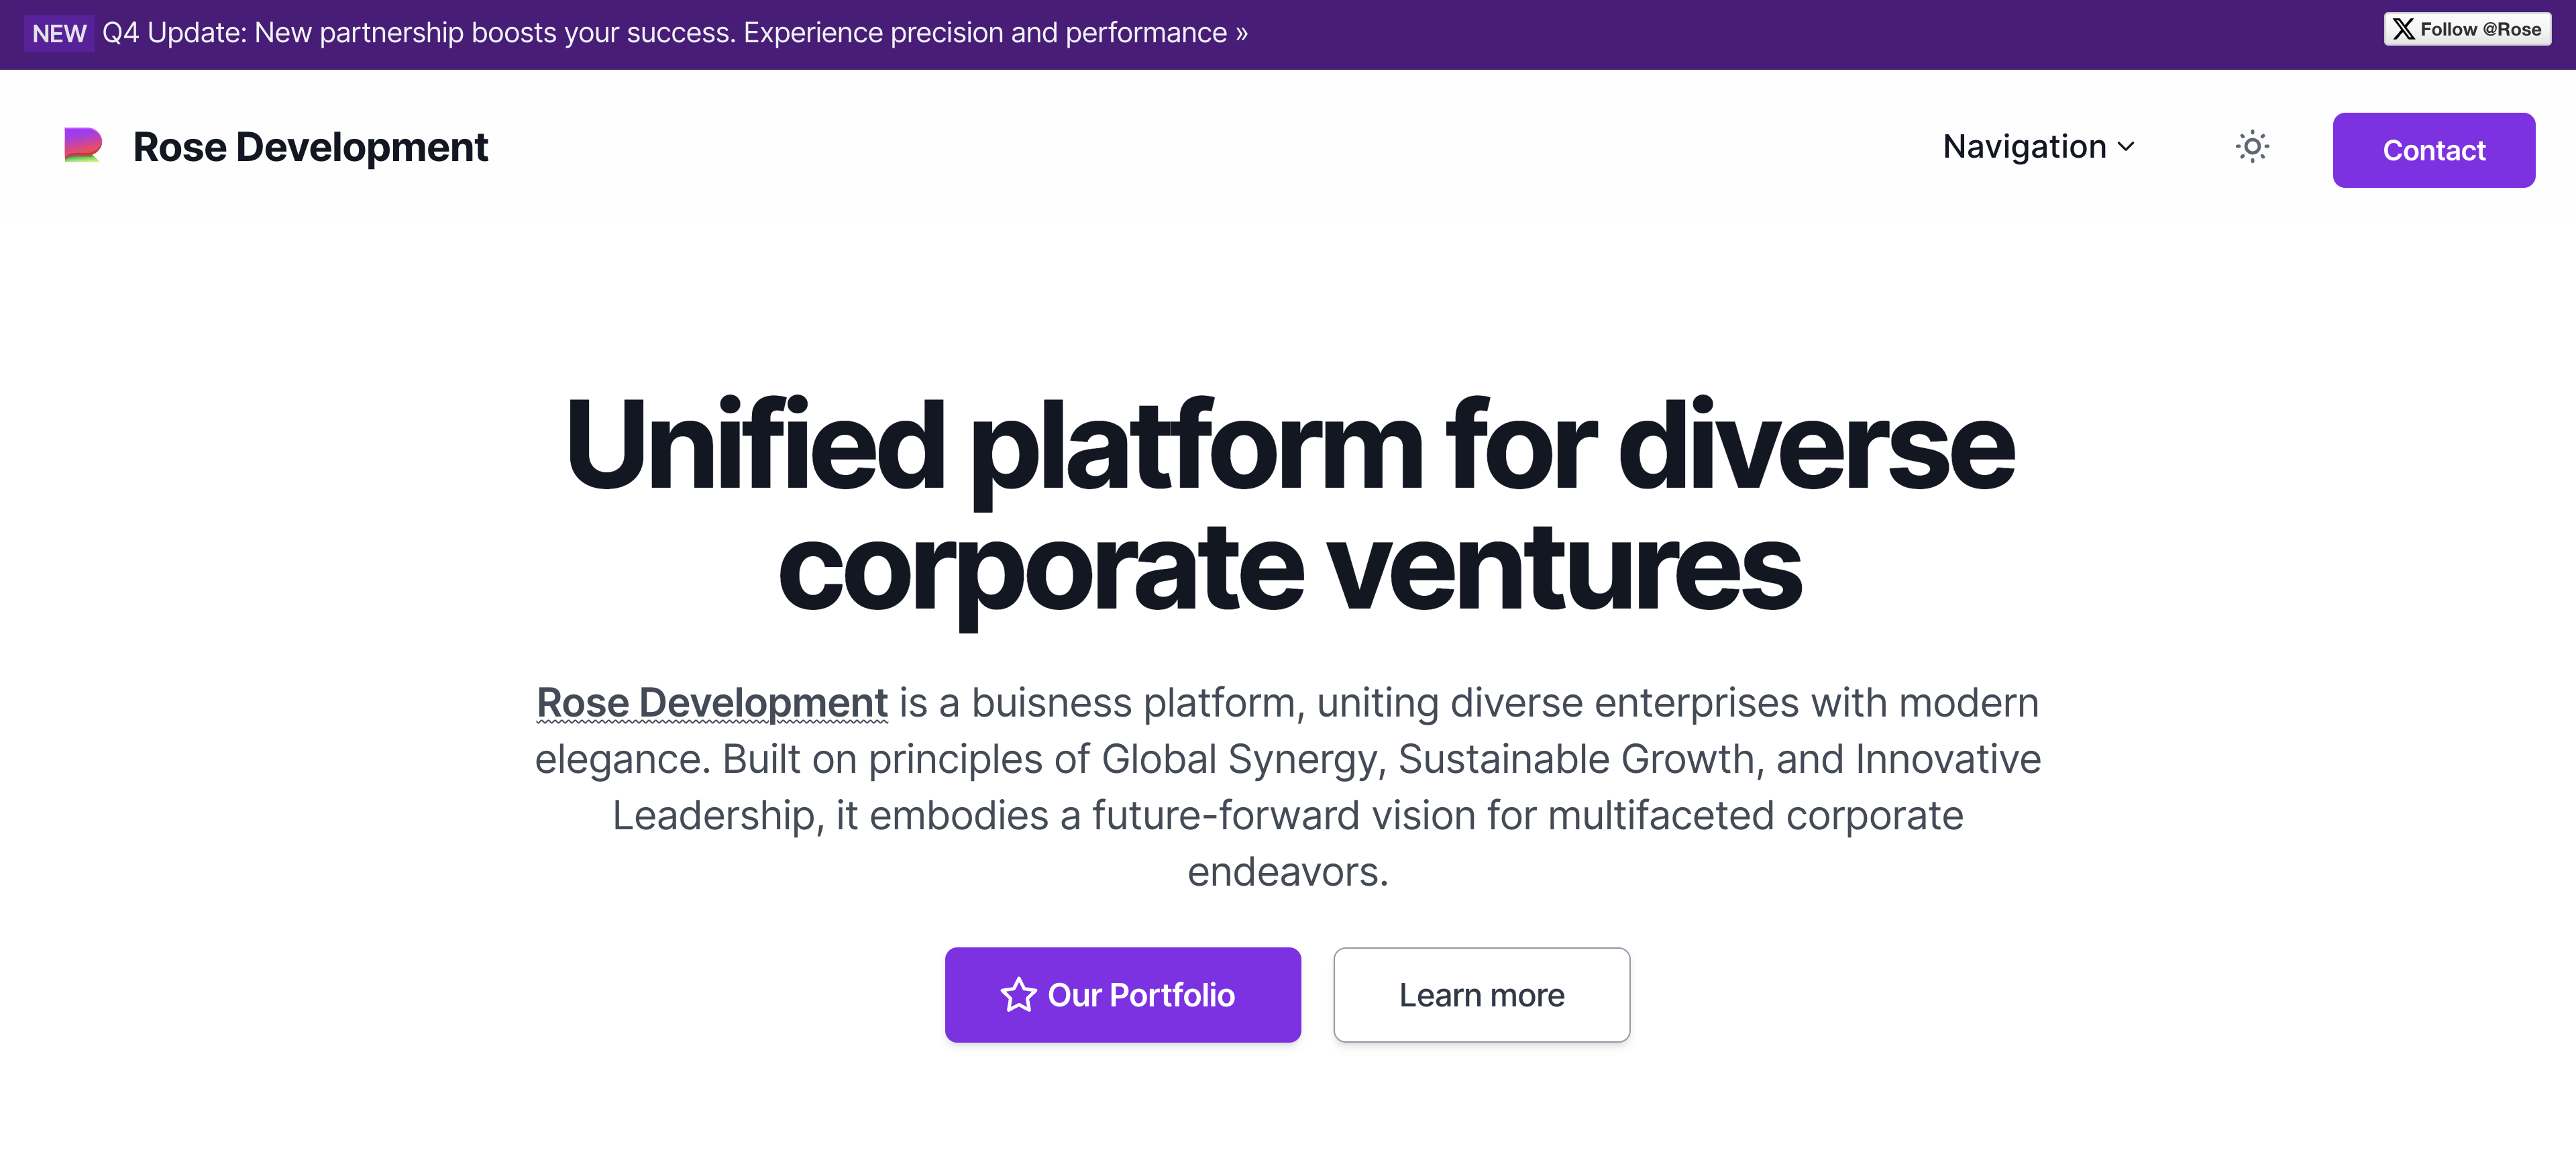 NEW Q4 Update: New partnership boosts your success. Experience precision and performance »
Follow @Rose
Rose Development
Navigation
Contact
Unified platform for diverse
corporate ventures
Rose Development is a buisness platform, uniting diverse enterprises with modern
elegance. Built on principles of Global Synergy, Sustainable Growth, and Innovative
Leadership, it embodies a future-forward vision for multifaceted corporate
endeavors.
Our Portfolio
Learn more